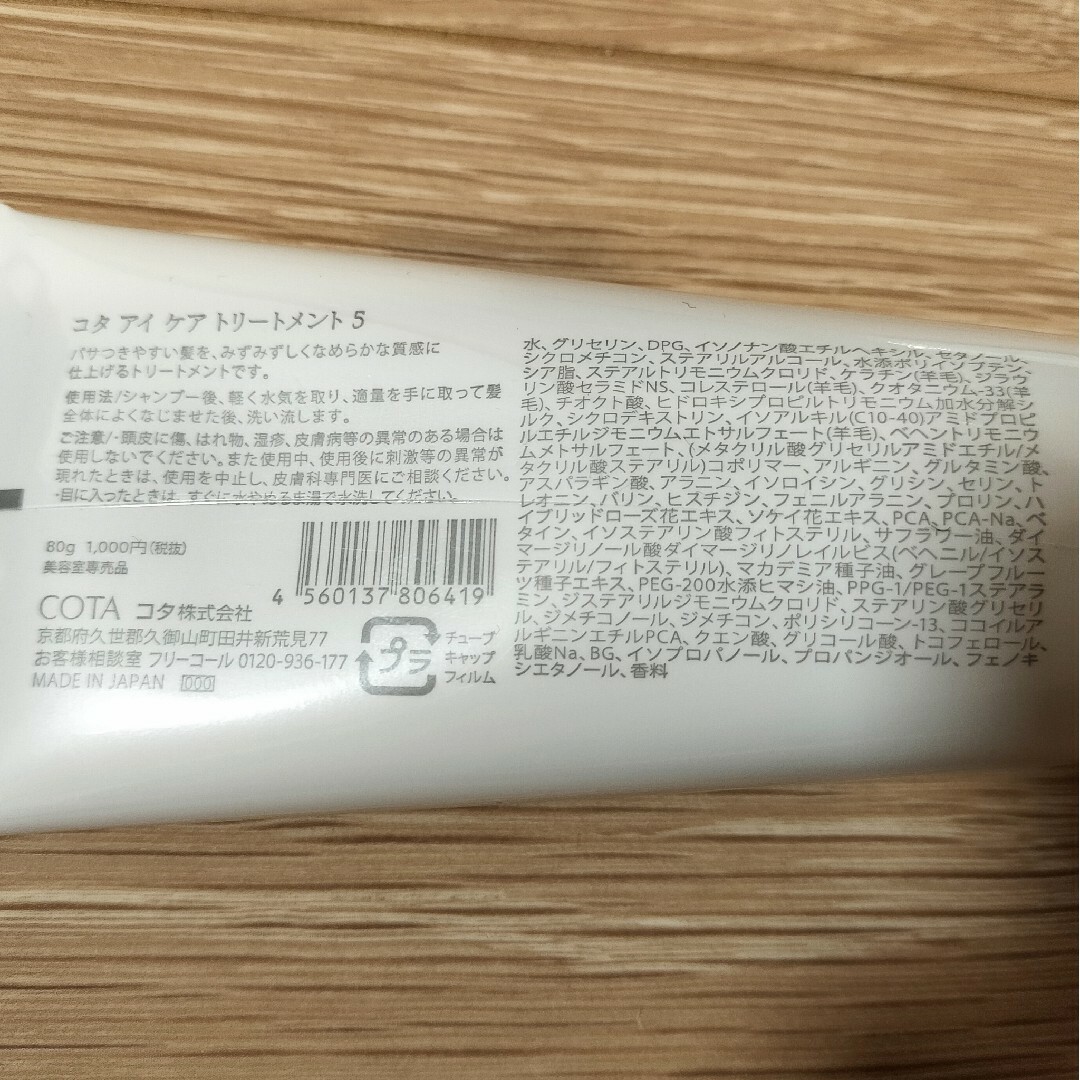 コタ アイ ケア トリートメント 5
パサつきやすい髪を、みずみずしくなめらかな質感に
仕上げるトリートメントです。
使用法/シャンプー後、軽く水気を取り、適量を手に取って髪
全体によくなじませた後、洗い流します。
ご注意/・頭皮に傷、はれ物、湿疹、皮膚病等の異常のある場合は
使用しないでください。また使用中、使用後に刺激等の異常が
現れたときは、使用を中止し、皮膚科専門医にご相談ください。
・目に入ったときは、すぐに水やぬるま湯で水洗してください。
80g 1,000円(税抜)
美容室専売品
4 560137 806419
COTA コタ株式会社
京都府久世郡久御山町田井新荒見77
お客様相談室 フリーコール 0120-936-177
MADE IN JAPAN 000
プラ
チューブ
キャップ
フィルム
水、グリセリン、DPG、イソノナン酸エチルヘキシル、セタノール、
シクロメチコン、ステアリルアルコール、水添ポリイソブテン、
シア脂、ステアルトリモニウムクロリド、ケラチン(羊毛)、ジラウ
リン酸セラミドNS、コレステロール(羊毛)、クオタニウム-33(羊
毛)、チオクト酸、ヒドロキシプロピルトリモニウム加水分解シ
ルク、シクロデキストリン、イソアルキル(C10-40)アミドプロピ
ルエチルジモニウムエトサルフェート(羊毛)、ベヘントリモニウ
ムメトサルフェート、(メタクリル酸グリセリルアミドエチル/メ
タクリル酸ステアリル)コポリマー、アルギニン、グルタミン酸、
アスパラギン酸、アラニン、イソロイシン、グリシン、セリン、ト
レオニン、バリン、ヒスチジン、フェニルアラニン、プロリン、ハ
イブリッドローズ花エキス、ソケイ花エキス、PCA、PCA-Na、ベ
タイン、イソステアリン酸フィトステリル、サフラワー油、ダイ
マージリノール酸ダイマージリノレイルビス(ベヘニル/イソス
テアリル/フィトステリル)、マカデミア種子油、グレープフルー
ツ種子エキス、PEG-200水添ヒマシ油、PPG-1/PEG-1ステアラ
ミン、ジステアリルジモニウムクロリド、ステアリン酸グリセリ
ル、ジメチコノール、ジメチコン、ポリシリコーン-13、ココイルア
ルギニンエチルPCA、クエン酸、グリコール酸、トコフェロール、
乳酸Na、BG、イソプロパノール、プロパンジオール、フェノキ
シエタノール、香料